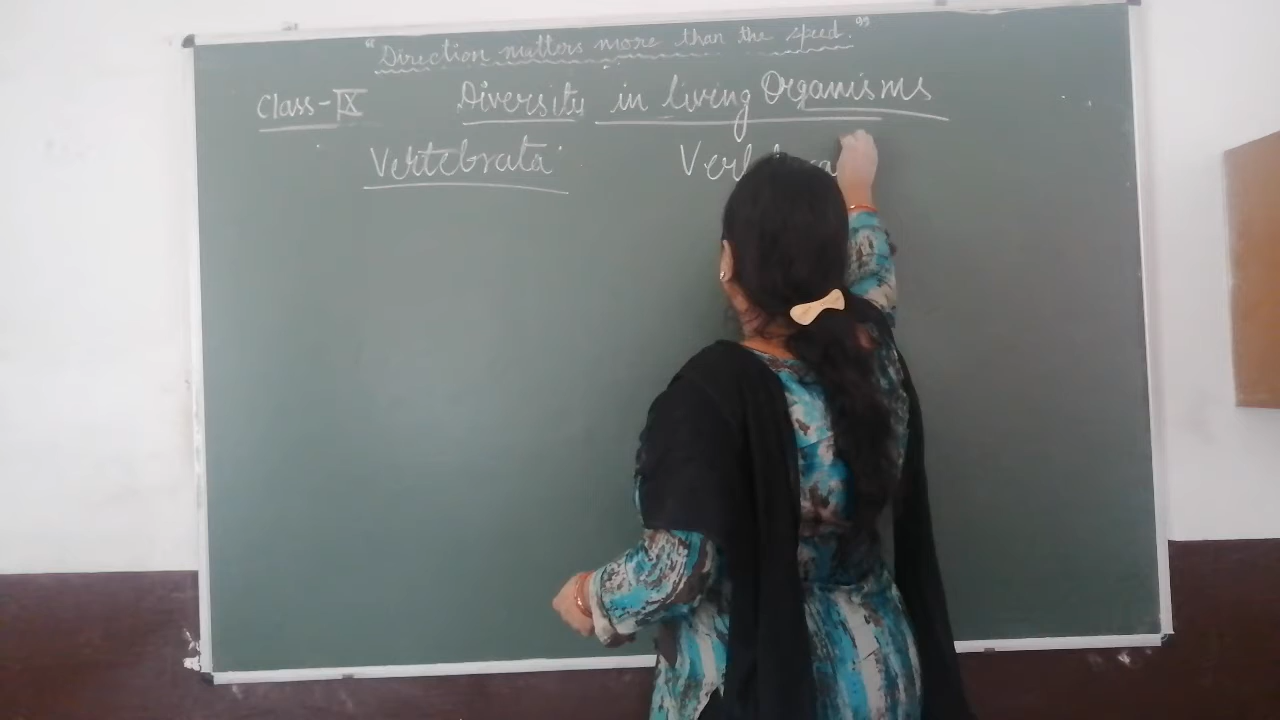 "Direction matters more than the speed."
Class-IX Diversity in living Organisms
Vertebrata